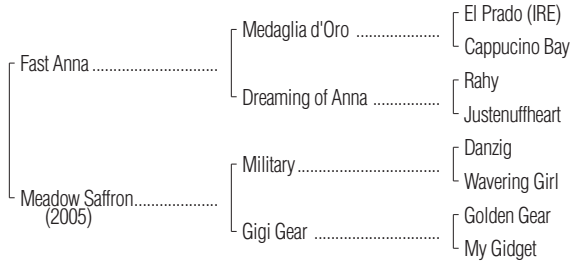 El Prado (IRE)
Medaglia d'Oro ..................
Cappucino Bay
Fast Anna ...........................
Rahy
Dreaming of Anna ..............
Justenuffheart
Danzig
Military..............................
Wavering Girl
Meadow Saffron..................
(2005)
Golden Gear
Gigi Gear ...........................
My Gidget